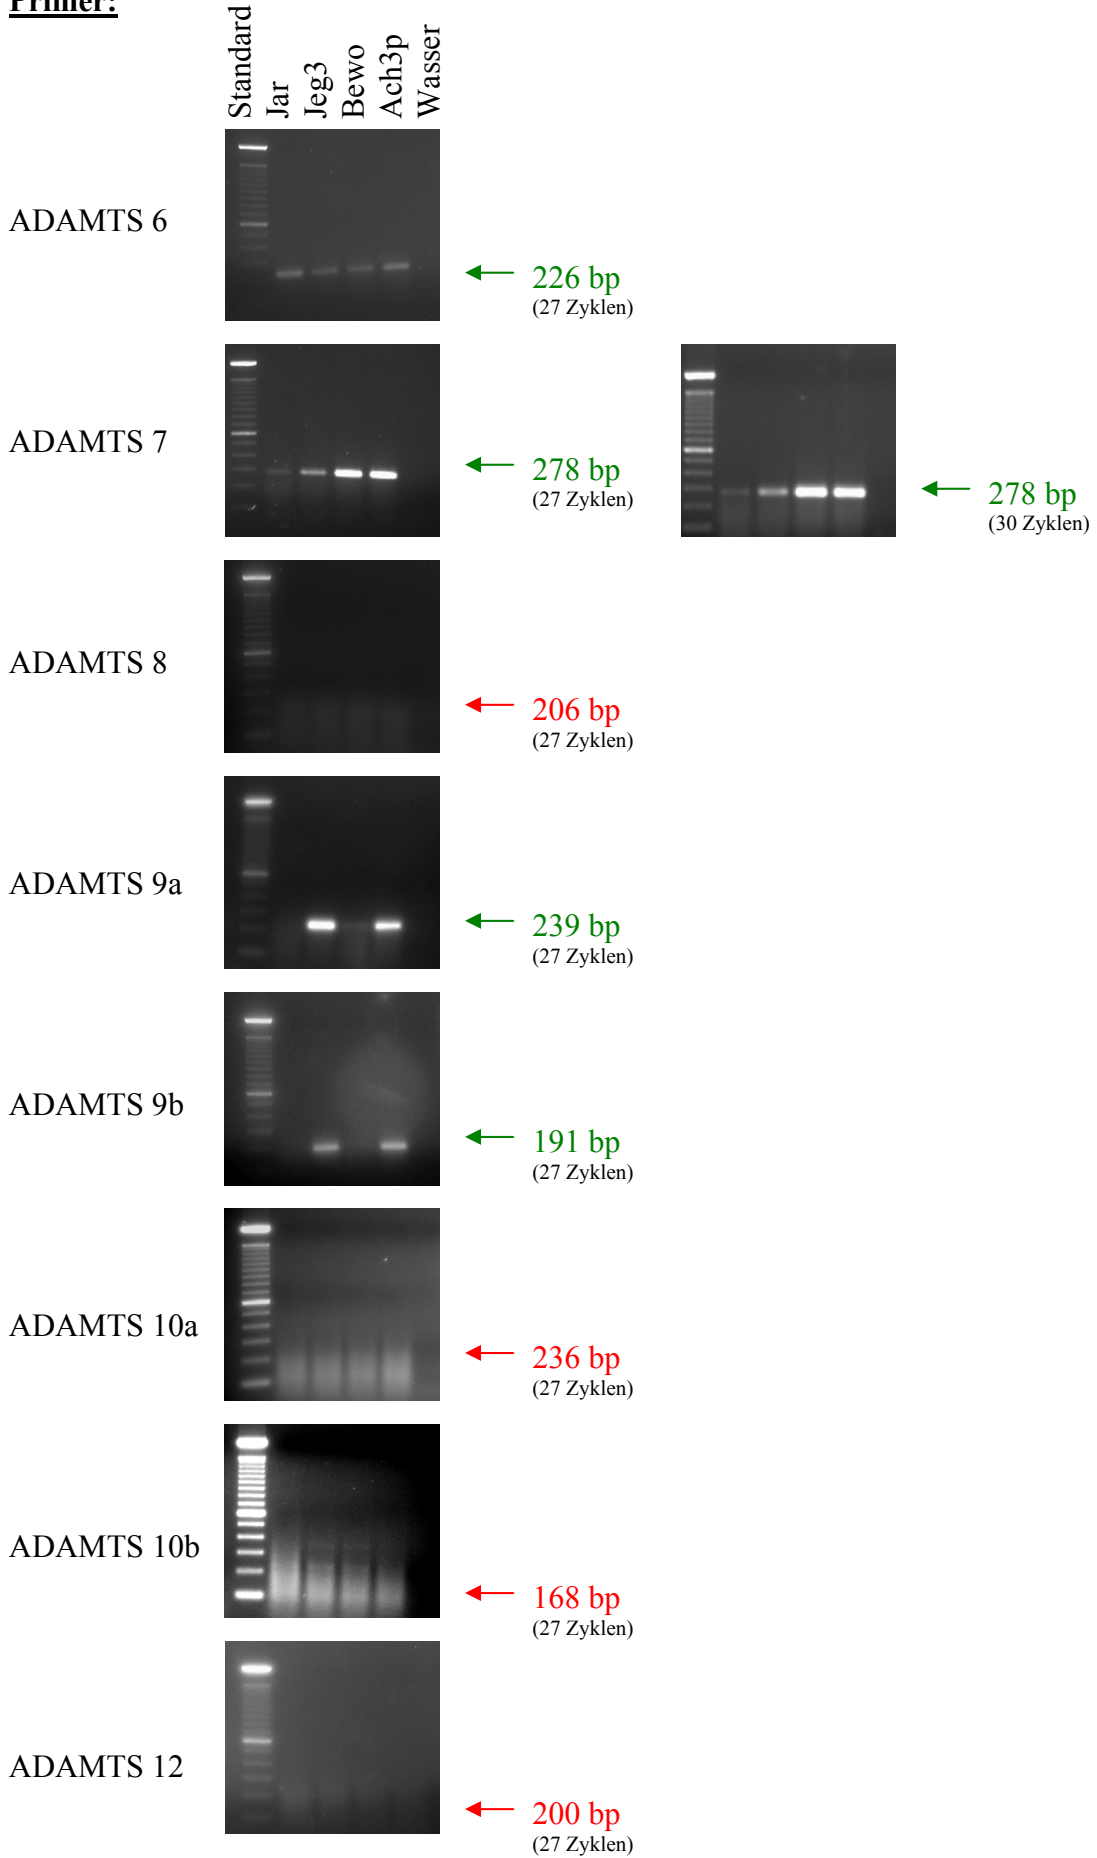 Primer:
Standard
Jar
Jeg3
Bewo
Ach3p
Wasser
ADAMTS 6
226 bp
(27 Zyklen)
ADAMTS 7
278 bp
(27 Zyklen)
278 bp
(30 Zyklen)
ADAMTS 8
206 bp
(27 Zyklen)
ADAMTS 9a
239 bp
(27 Zyklen)
ADAMTS 9b
191 bp
(27 Zyklen)
ADAMTS 10a
236 bp
(27 Zyklen)
ADAMTS 10b
168 bp
(27 Zyklen)
ADAMTS 12
200 bp
(27 Zyklen)